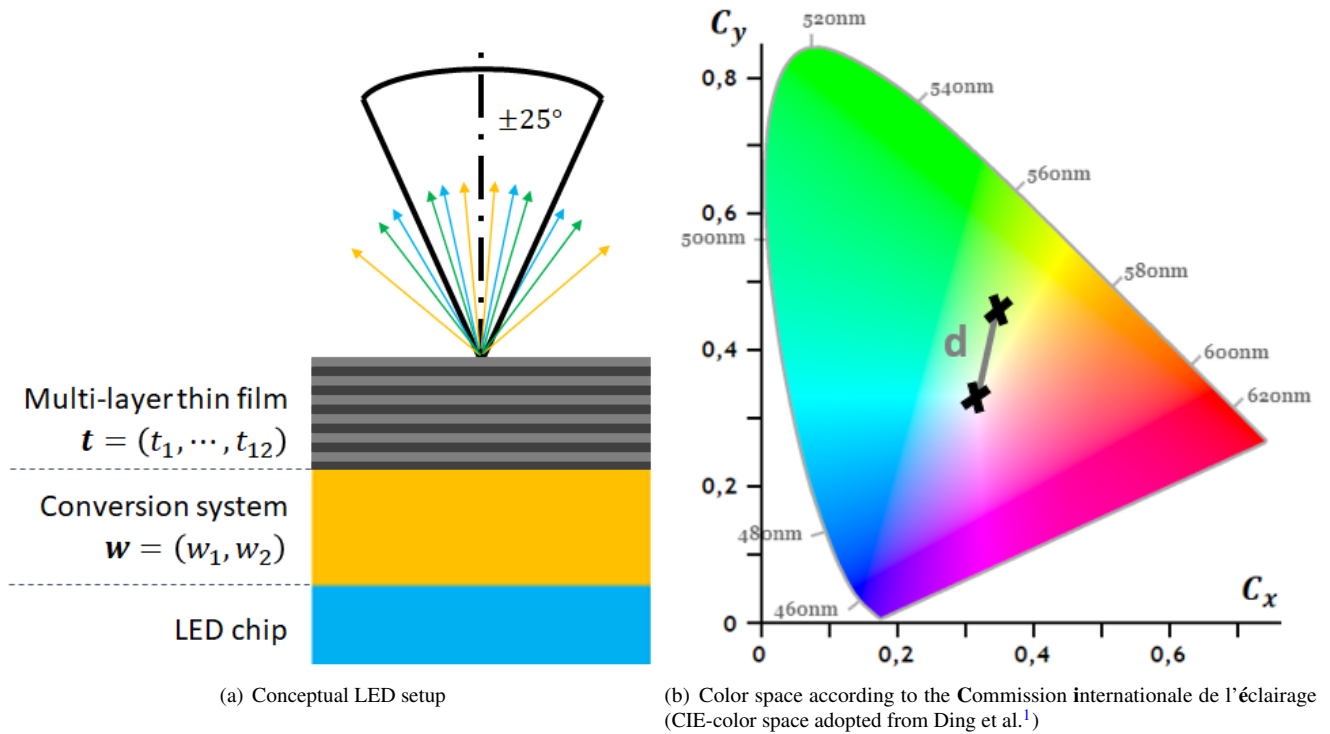 ±25°
Multi-layer thin film
t = (t₁, ⋯, t₁₂)
Conversion system
w = (w₁, w₂)
LED chip
(a) Conceptual LED setup
C_y
520nm
0,8
540nm
560nm
0,6
500nm
580nm
0,4
d
600nm
620nm
0,2
480nm
460nm
C_x
0
0
0,2
0,4
0,6
(b) Color space according to the Commission internationale de l'éclairage
(CIE-color space adopted from Ding et al.¹)